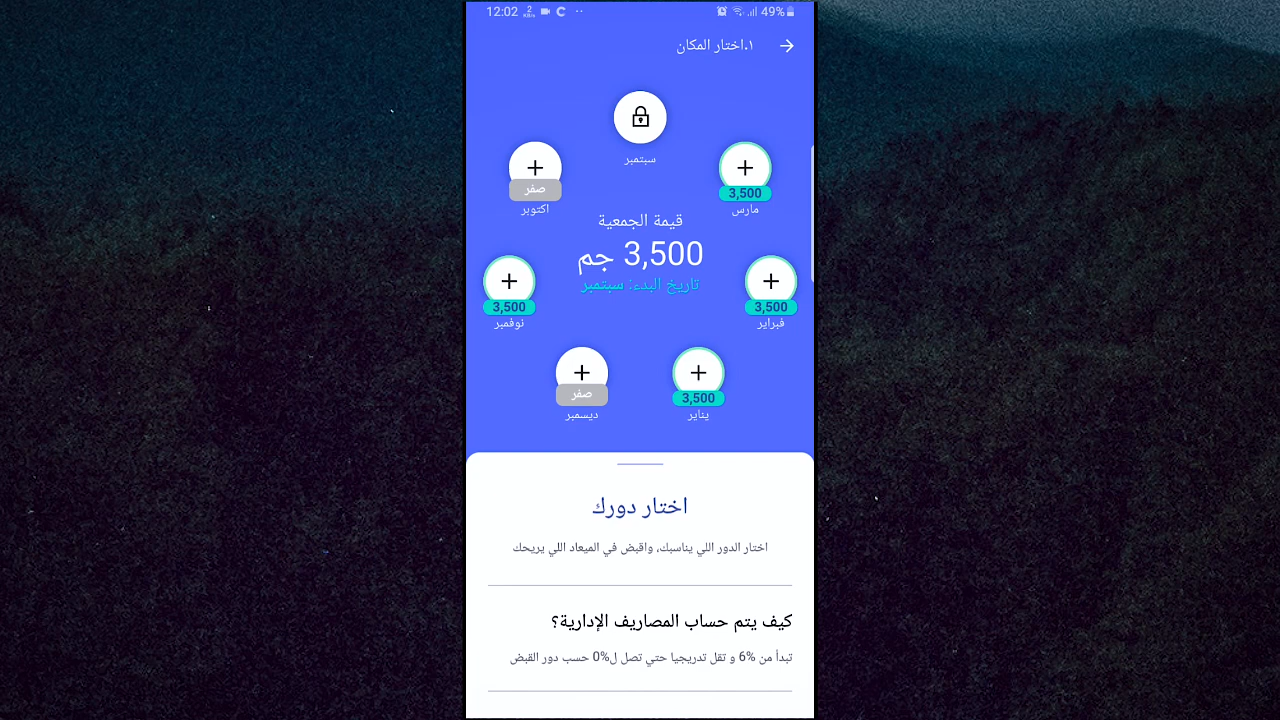 12:02 2 KB/s C ·· 49%
١.اختار المكان
سبتمبر
صفر
اكتوبر
3,500
مارس
قيمة الجمعية
3,500 جم
تاريخ البدء: سبتمبر
3,500
نوفمبر
3,500
فبراير
صفر
ديسمبر
3,500
يناير
اختار دورك
اختار الدور اللي يناسبك، واقبض في الميعاد اللي يريحك
كيف يتم حساب المصاريف الإدارية؟
تبدأ من 6% و تقل تدريجيا حتي تصل ل0% حسب دور القبض